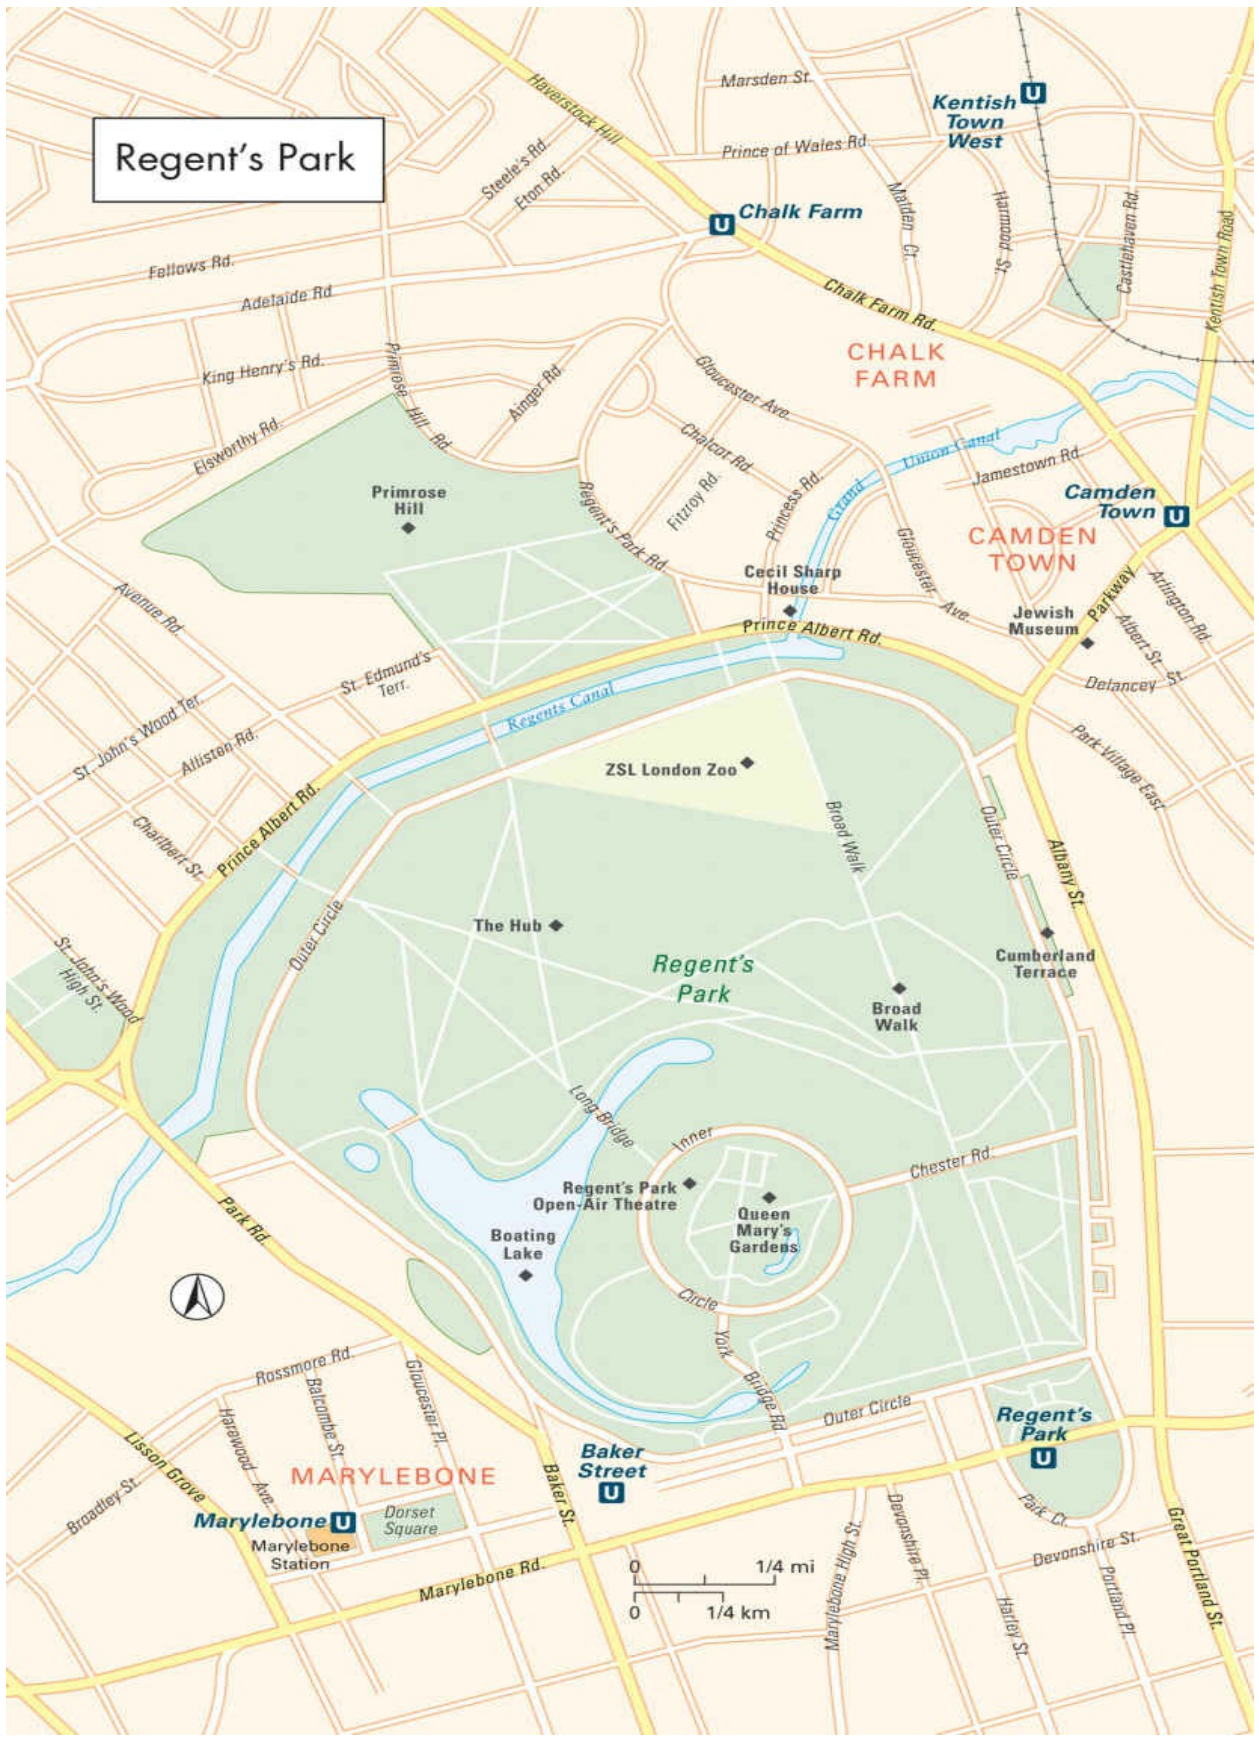 Regent's Park
Haverstock Hill
Marsden St.
Kentish
Town
West
U
Prince of Wales Rd.
Steele's Rd.
Eton Rd.
U
Chalk Farm
Maiden Ct.
Harmood St.
Castlehaven Rd.
Kentish Town Road
Fellows Rd.
Adelaide Rd
Chalk Farm Rd.
CHALK
FARM
King Henry's Rd.
Primrose Hill Rd.
Ainger Rd.
Gloucester Ave.
Elsworthy Rd.
Chalcot Rd.
Grand Union Canal
Jamestown Rd.
Primrose
Hill
Regent's Park Rd
Fitzroy Rd.
Princess Rd.
Camden
Town
U
CAMDEN
TOWN
Gloucester Ave.
Cecil Sharp
House
Avenue Rd.
Prince Albert Rd.
Jewish
Museum
Parkway
Albert St.
Arlington Rd.
Delancey St.
St. Edmund's
Terr.
Regents Canal
St. John's Wood Ter.
Allisten Rd.
ZSL London Zoo
Park Village East
Prince Albert Rd.
Charlbert St.
Broad Walk
Outer Circle
Albany St.
Outer Circle
The Hub
Regent's
Park
Cumberland
Terrace
St. John's Wood
High St.
Broad
Walk
Long Bridge
Inner
Chester Rd.
Regent's Park
Open-Air Theatre
Queen
Mary's
Gardens
Park Rd.
Boating
Lake
Circle
York
Bridge Rd.
Rossmore Rd.
Gloucester Pl.
Balcombe St.
Harewood Ave.
Outer Circle
Regent's
Park
U
Lisson Grove
MARYLEBONE
Baker
Street
U
Baker St.
Broadley St.
Marylebone
U
Marylebone
Station
Dorset
Square
Marylebone Rd.
Marylebone High St.
Devonshire Pl.
Park Ct.
Devonshire St.
Harley St.
Portland Pl.
Great Portland St.
0 1/4 mi
0 1/4 km